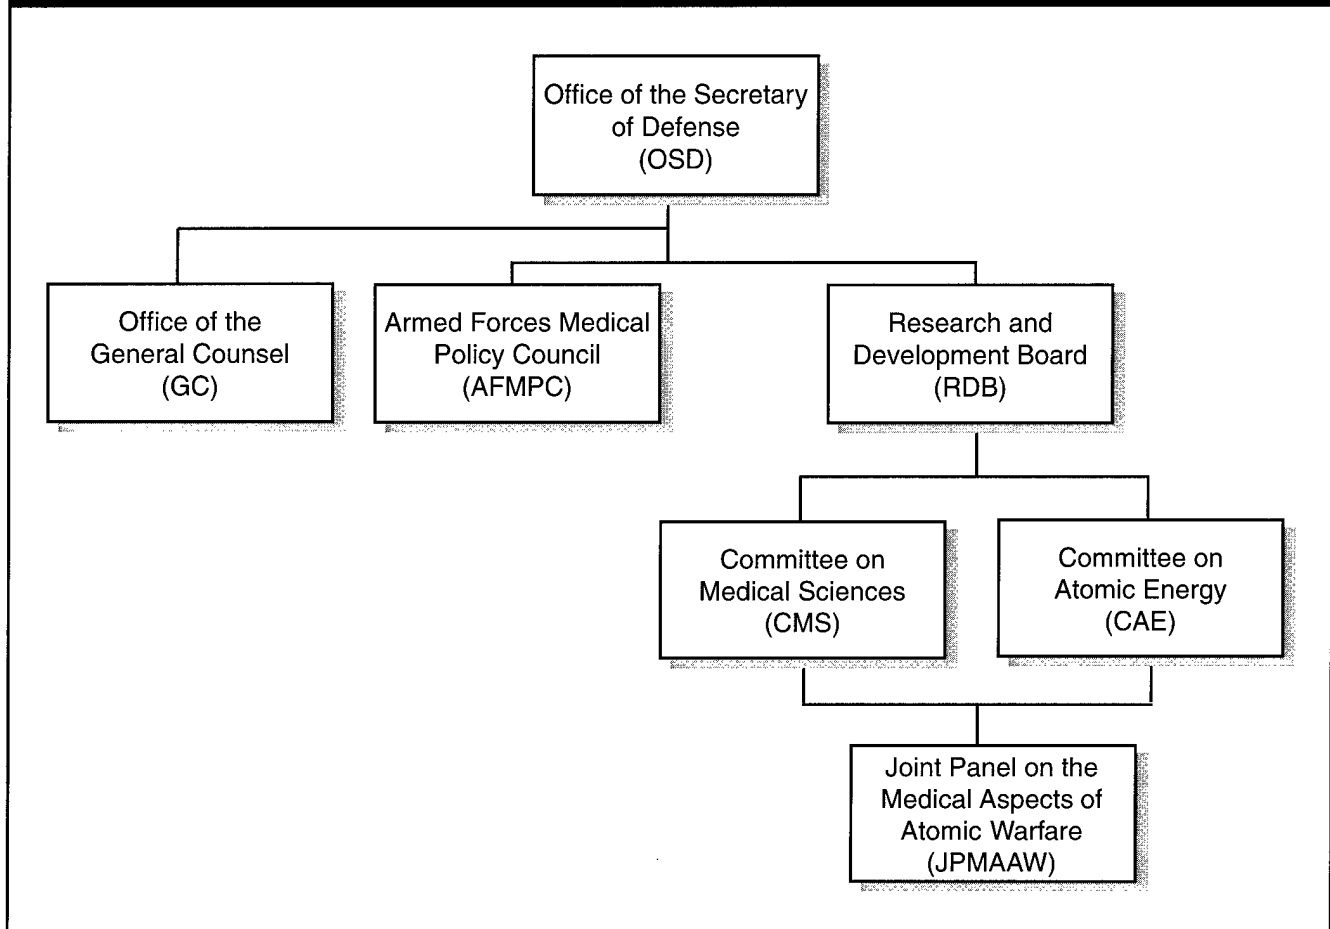 Office of the Secretary
of Defense
(OSD)
Office of the
General Counsel
(GC)
Armed Forces Medical
Policy Council
(AFMPC)
Research and
Development Board
(RDB)
Committee on
Medical Sciences
(CMS)
Committee on
Atomic Energy
(CAE)
Joint Panel on the
Medical Aspects of
Atomic Warfare
(JPMAAW)